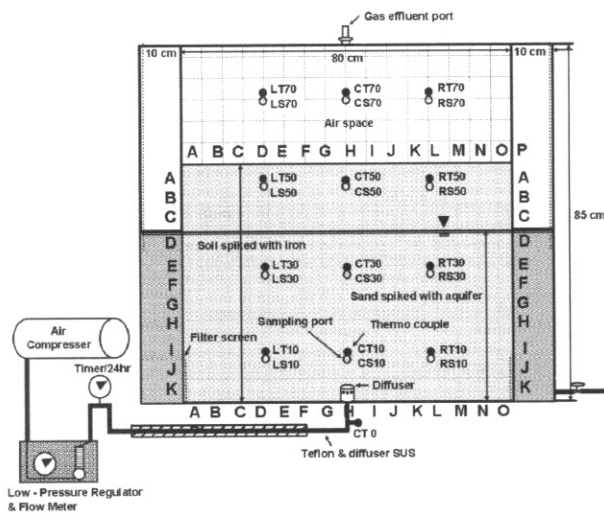 Gas effluent port
10 cm
80 cm
10 cm
LT70
LS70
CT70
CS70
RT70
RS70
Air space
A B C D E F G H I J K L M N O P
A
B
C
D
E
F
G
H
I
J
K
LT50
LS50
CT50
CS50
RT50
RS50
A
B
C
D
E
F
G
H
I
J
K
85 cm
Soil spiked with iron
LT30
LS30
CT30
CS30
RT30
RS30
Sand spiked with aquifer
Sampling port
Thermo couple
Air
Compresser
Filter screen
Timer/24hr
LT10
LS10
CT10
CS10
RT10
RS10
Diffuser
A B C D E F G H I J K L M N O
CT 0
Teflon & diffuser SUS
Low - Pressure Regulator
& Flow Meter